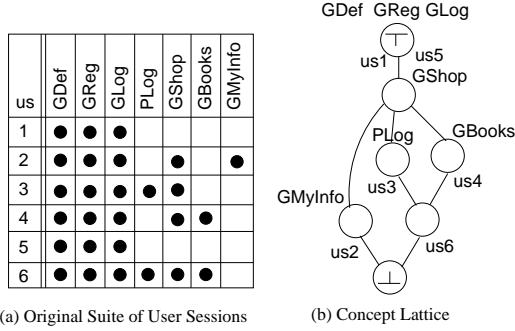 us GDef GReg GLog PLog GShop GBooks GMyInfo
1
2
3
4
5
6
(a) Original Suite of User Sessions
GDef GReg GLog
⊤
us1 us5
GShop
PLog GBooks
us3 us4
GMyInfo
us2 us6
⊥
(b) Concept Lattice